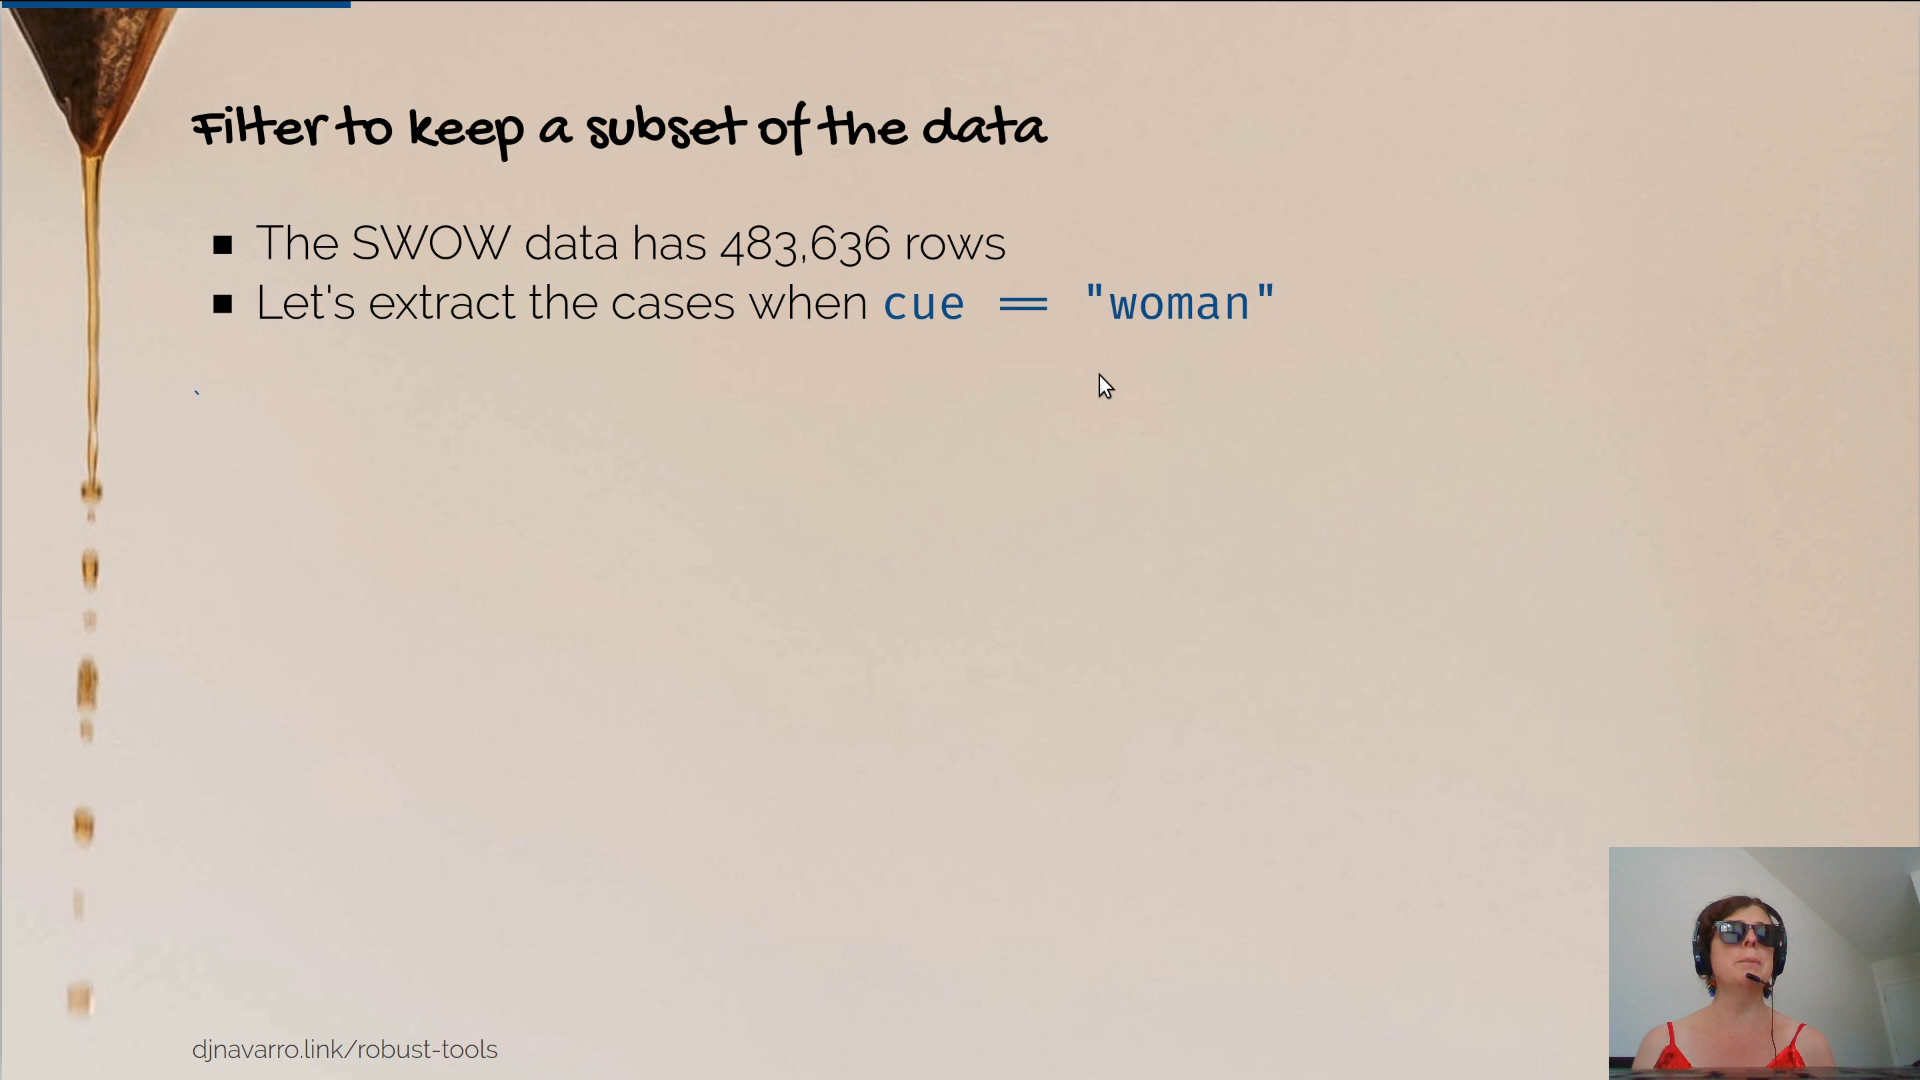 Filter to keep a subset of the data
▪ The SWOW data has 483,636 rows
▪ Let's extract the cases when cue == "woman"
`
djnavarro.link/robust-tools